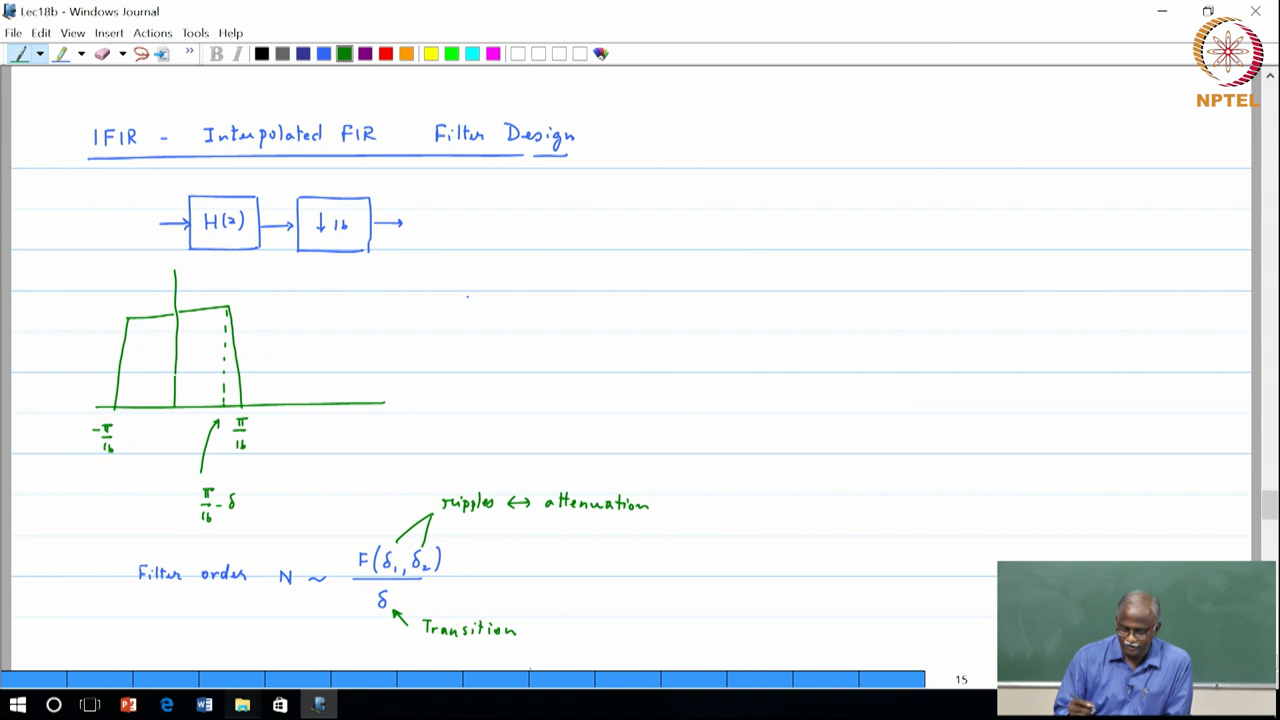 Lec18b - Windows Journal
File Edit View Insert Actions Tools Help
B I
NPTEL
IFIR - Interpolated FIR Filter Design
H(z) ↓ 16
-π/16 π/16
π/16 - δ
ripples ↔ attenuation
Filter order N ~ F(δ₁, δ₂) / δ
Transition
15